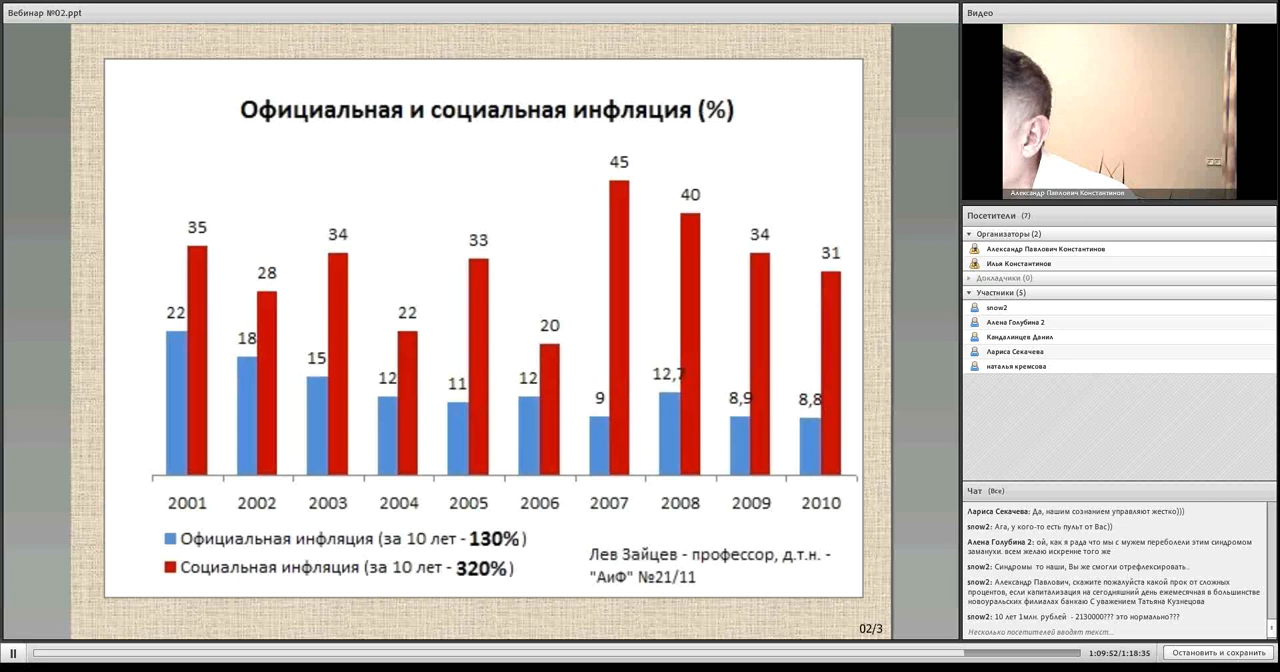 Вебинар №02.ppt
Официальная и социальная инфляция (%)
35
22
28
18
34
15
22
12
33
11
20
12
45
9
40
12,7
34
8,9
31
8,8
2001 2002 2003 2004 2005 2006 2007 2008 2009 2010
Официальная инфляция (за 10 лет - 130%)
Социальная инфляция (за 10 лет - 320%)
Лев Зайцев - профессор, д.т.н. -
"АиФ" №21/11
02/3
Видео
Александр Павлович Константинов
Посетители (7)
Организаторы (2)
Александр Павлович Константинов
Илья Константинов
Докладчики (0)
Участники (5)
snow2
Алена Голубина 2
Кандалинцев Данил
Лариса Секачева
наталья кремсова
Чат (Все)
Лариса Секачева: Да, нашим сознанием управляют жестко)))
snow2: Ага, у кого-то есть пульт от Вас))
Алена Голубина 2: ой, как я рада что мы с мужем переболели этим синдромом
заманухи. всем желаю искренне того же
snow2: Синдромы то наши, Вы же смогли отрефлексировать..
snow2: Александр Павлович, скажите пожалуйста какой прок от сложных
процентов, если капитализация на сегодняшний день ежемесячная в большинстве
новоуральских филиалах банкаю С уважением Татьяна Кузнецова
snow2: 10 лет 1млн. рублей - 2130000??? это нормально???
Несколько посетителей вводят текст...
1:09:52/1:18:35
Остановить и сохранить